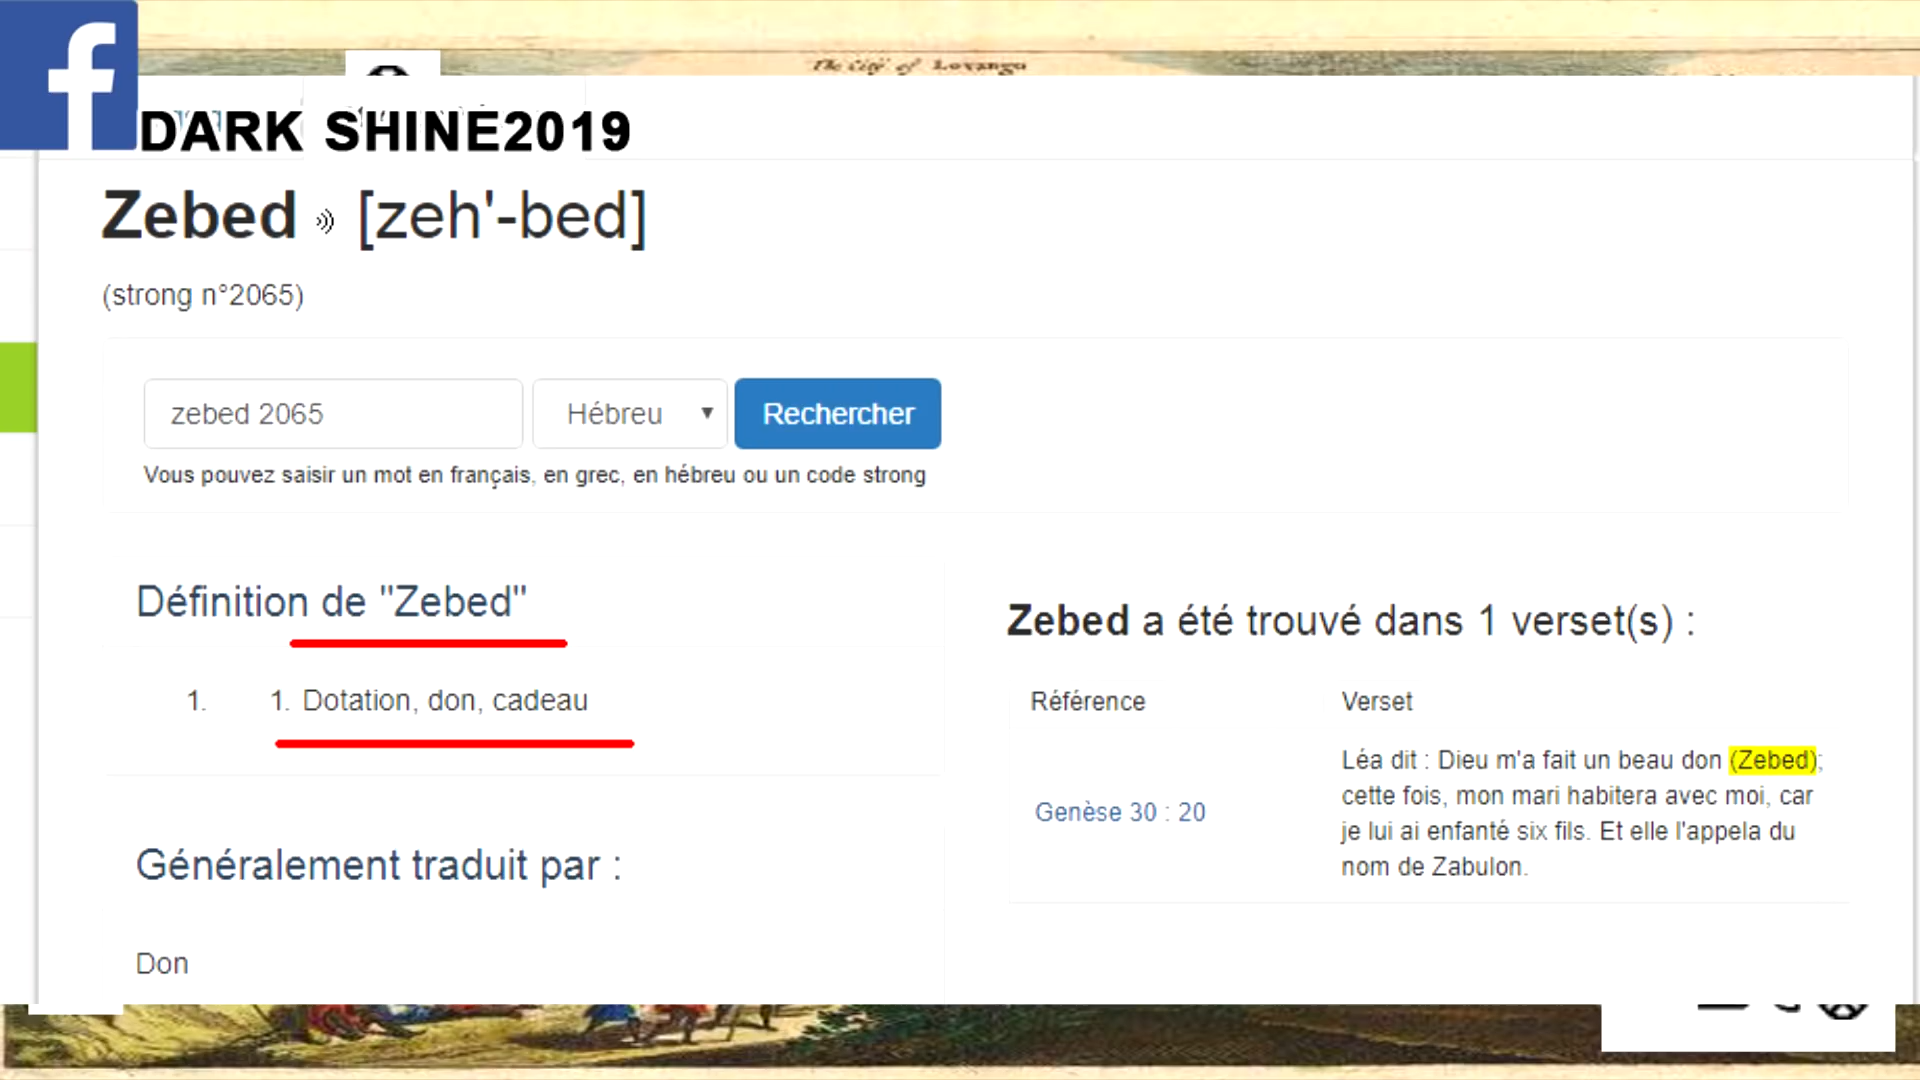 The City of Lovango
DARK SHINE2019
Zebed [zeh'-bed]
(strong n°2065)
zebed 2065
Hébreu
Rechercher
Vous pouvez saisir un mot en français, en grec, en hébreu ou un code strong
Définition de "Zebed"
1. 1. Dotation, don, cadeau
Généralement traduit par :
Don
Zebed a été trouvé dans 1 verset(s) :
Référence Verset
Genèse 30 : 20
Léa dit : Dieu m'a fait un beau don (Zebed);
cette fois, mon mari habitera avec moi, car
je lui ai enfanté six fils. Et elle l'appela du
nom de Zabulon.